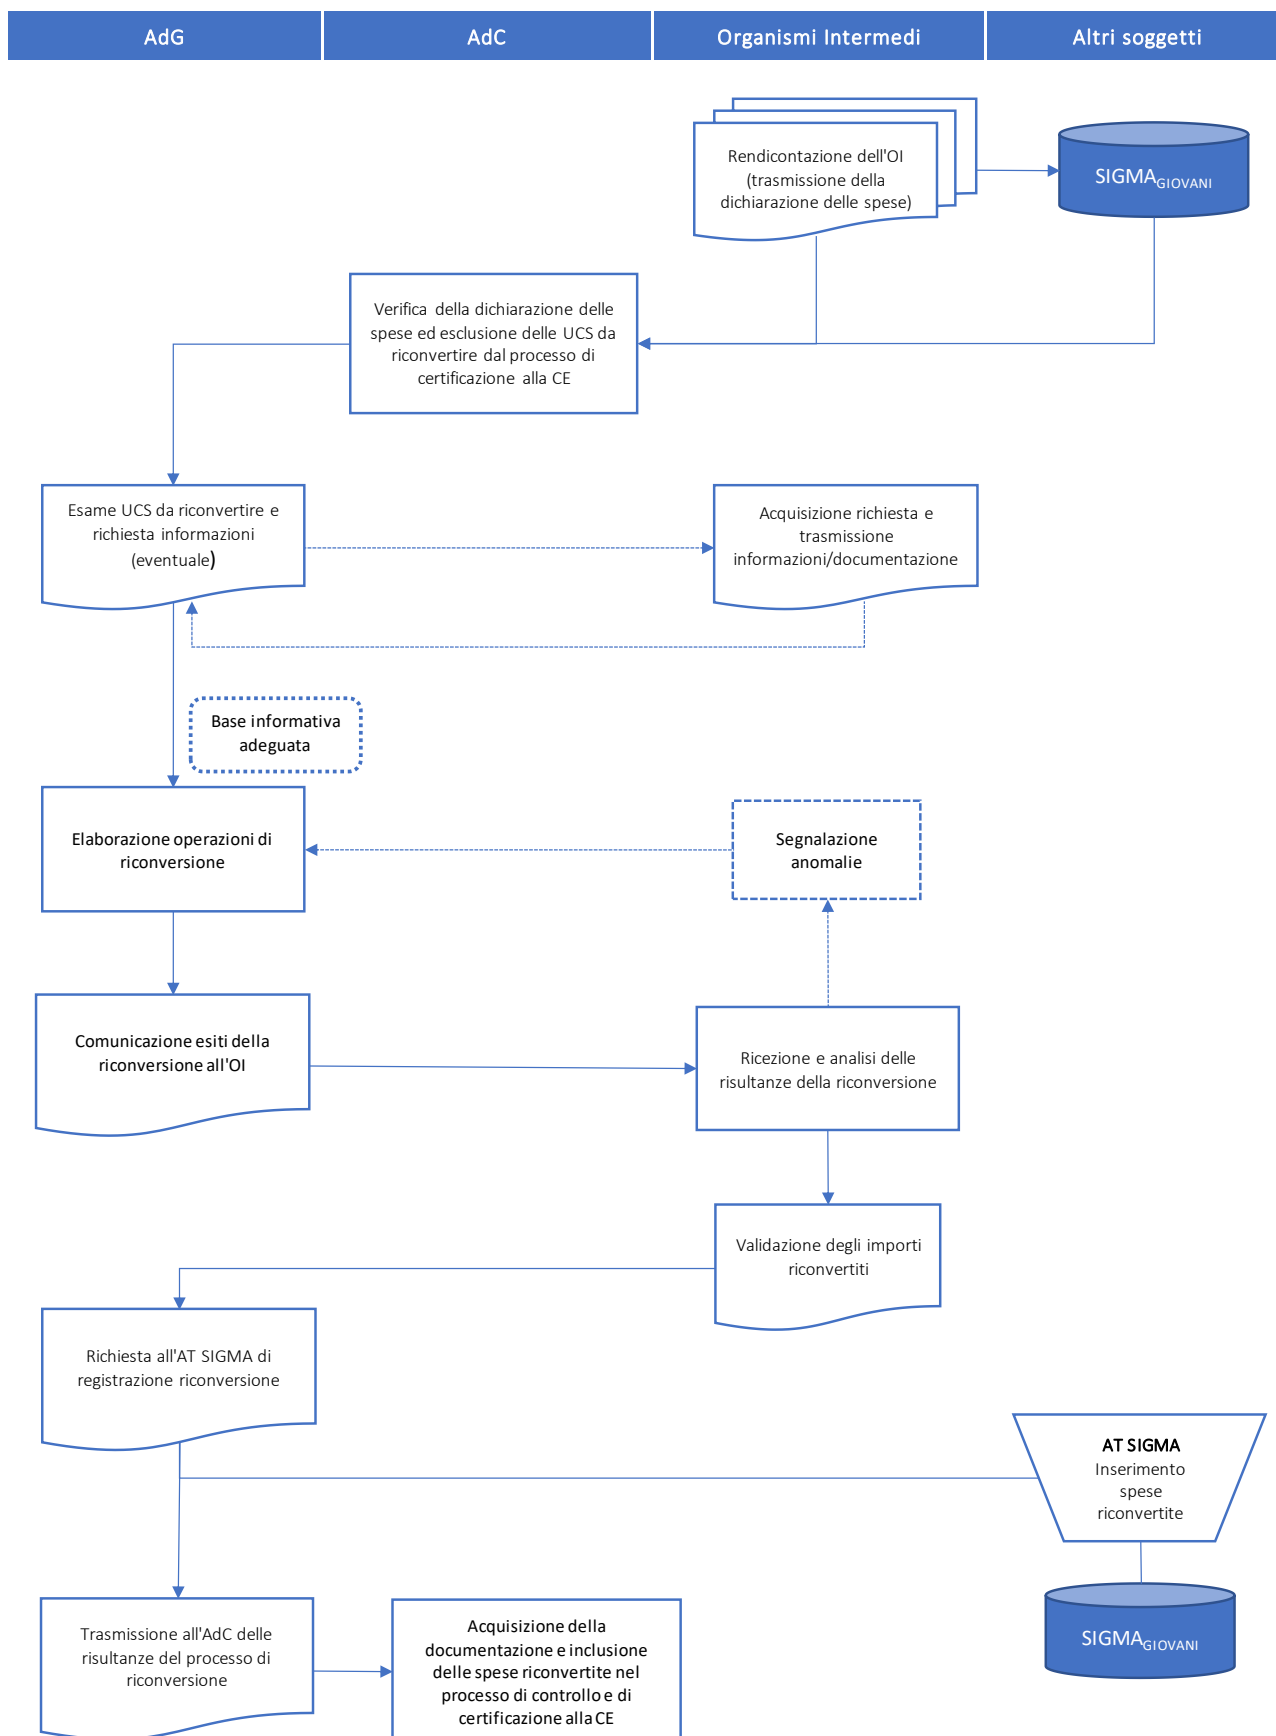 AdG
AdC
Organismi Intermedi
Altri soggetti
Rendicontazione dell'OI
(trasmissione della
dichiarazione delle spese)
SIGMAGIOVANI
Verifica della dichiarazione delle
spese ed esclusione delle UCS da
riconvertire dal processo di
certificazione alla CE
Esame UCS da riconvertire e
richiesta informazioni
(eventuale)
Acquisizione richiesta e
trasmissione
informazioni/documentazione
Base informativa
adeguata
Elaborazione operazioni di
riconversione
Segnalazione
anomalie
Comunicazione esiti della
riconversione all'OI
Ricezione e analisi delle
risultanze della riconversione
Validazione degli importi
riconvertiti
Richiesta all'AT SIGMA di
registrazione riconversione
AT SIGMA
Inserimento
spese
riconvertite
SIGMAGIOVANI
Trasmissione all'AdC delle
risultanze del processo di
riconversione
Acquisizione della
documentazione e inclusione
delle spese riconvertite nel
processo di controllo e di
certificazione alla CE